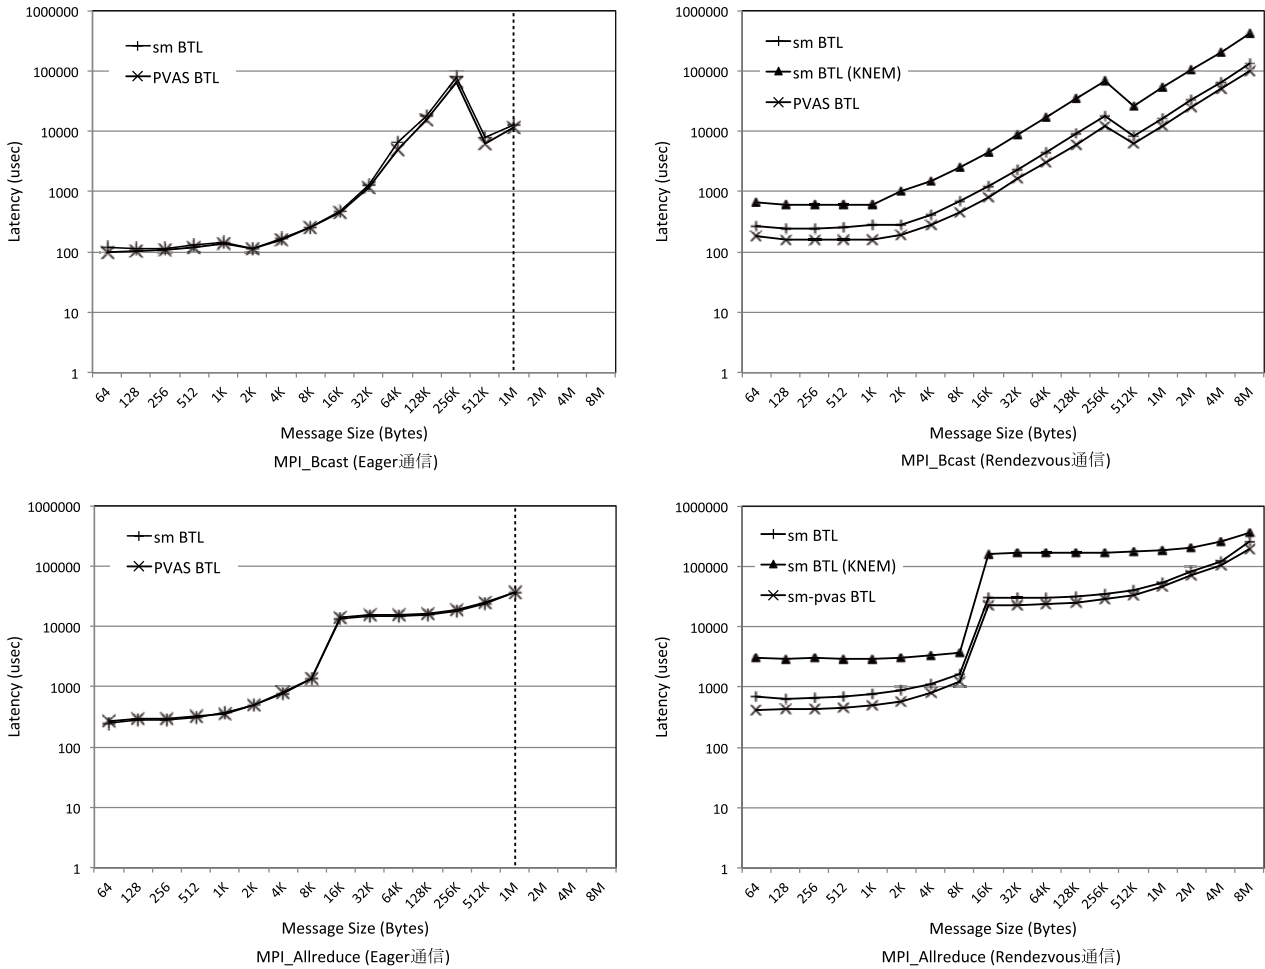 1000000
100000
10000
1000
100
10
1
Latency (usec)
sm BTL
PVAS BTL
64 128 256 512 1K 2K 4K 8K 16K 32K 64K 128K 256K 512K 1M 2M 4M 8M
Message Size (Bytes)
MPI_Bcast (Eager通信)
1000000
100000
10000
1000
100
10
1
Latency (usec)
sm BTL
sm BTL (KNEM)
PVAS BTL
64 128 256 512 1K 2K 4K 8K 16K 32K 64K 128K 256K 512K 1M 2M 4M 8M
Message Size (Bytes)
MPI_Bcast (Rendezvous通信)
1000000
100000
10000
1000
100
10
1
Latency (usec)
sm BTL
PVAS BTL
64 128 256 512 1K 2K 4K 8K 16K 32K 64K 128K 256K 512K 1M 2M 4M 8M
Message Size (Bytes)
MPI_Allreduce (Eager通信)
1000000
100000
10000
1000
100
10
1
Latency (usec)
sm BTL
sm BTL (KNEM)
sm-pvas BTL
64 128 256 512 1K 2K 4K 8K 16K 32K 64K 128K 256K 512K 1M 2M 4M 8M
Message Size (Bytes)
MPI_Allreduce (Rendezvous通信)